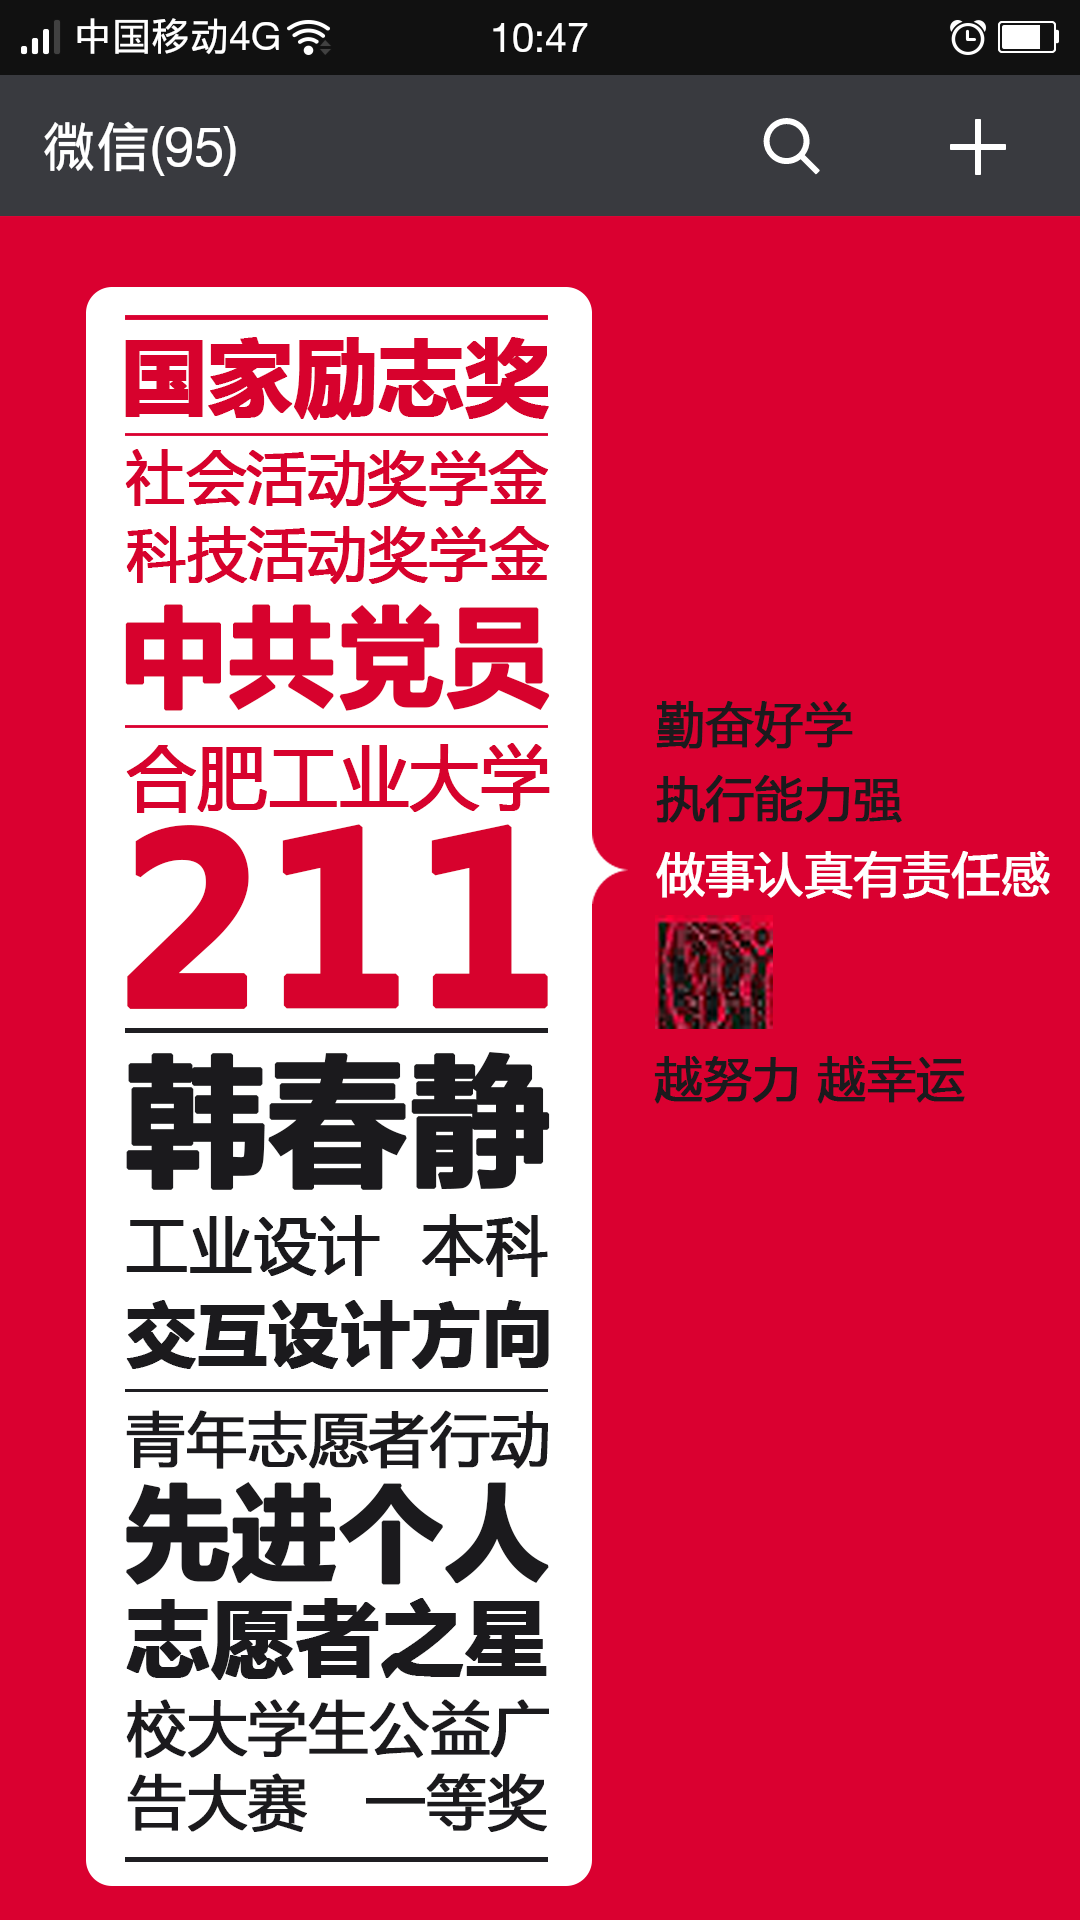 中国移动4G 10:47
微信(95)
国家励志奖
社会活动奖学金
科技活动奖学金
中共党员
合肥工业大学
211
韩春静
工业设计 本科
交互设计方向
青年志愿者行动
先进个人
志愿者之星
校大学生公益广
告大赛 一等奖
勤奋好学
执行能力强
做事认真有责任感
越努力 越幸运